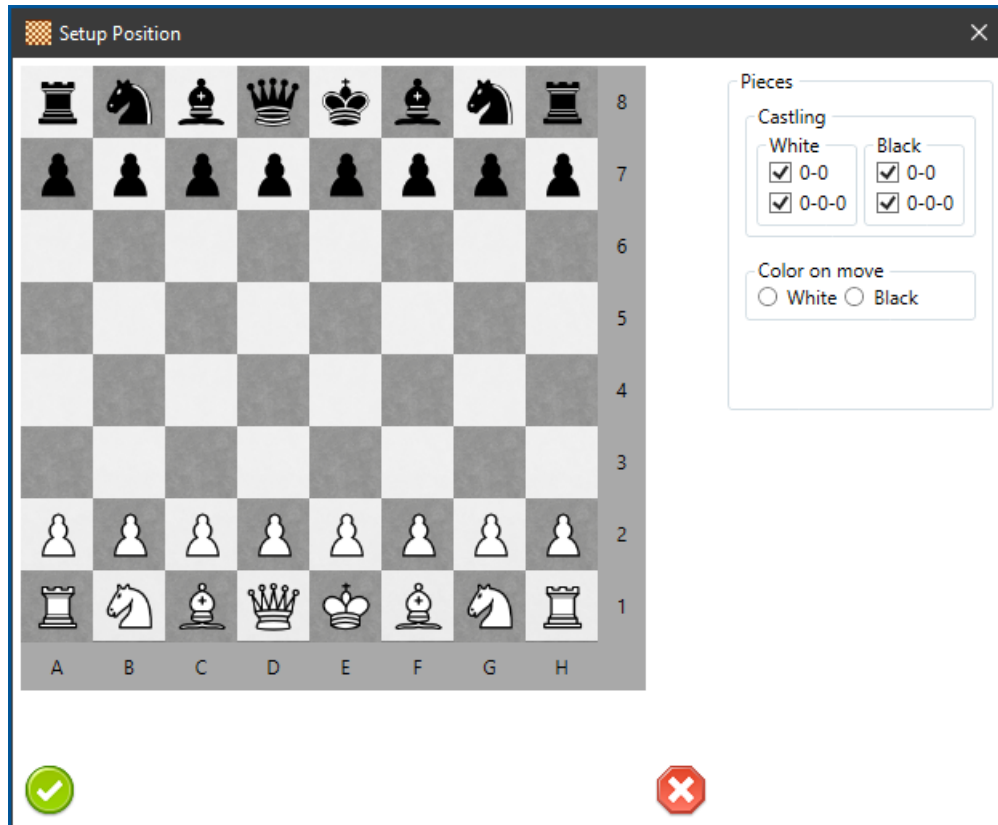 Setup Position
8
7
6
5
4
3
2
1
A B C D E F G H
Pieces
Castling
White Black
0-0 0-0
0-0-0 0-0-0
Color on move
White Black